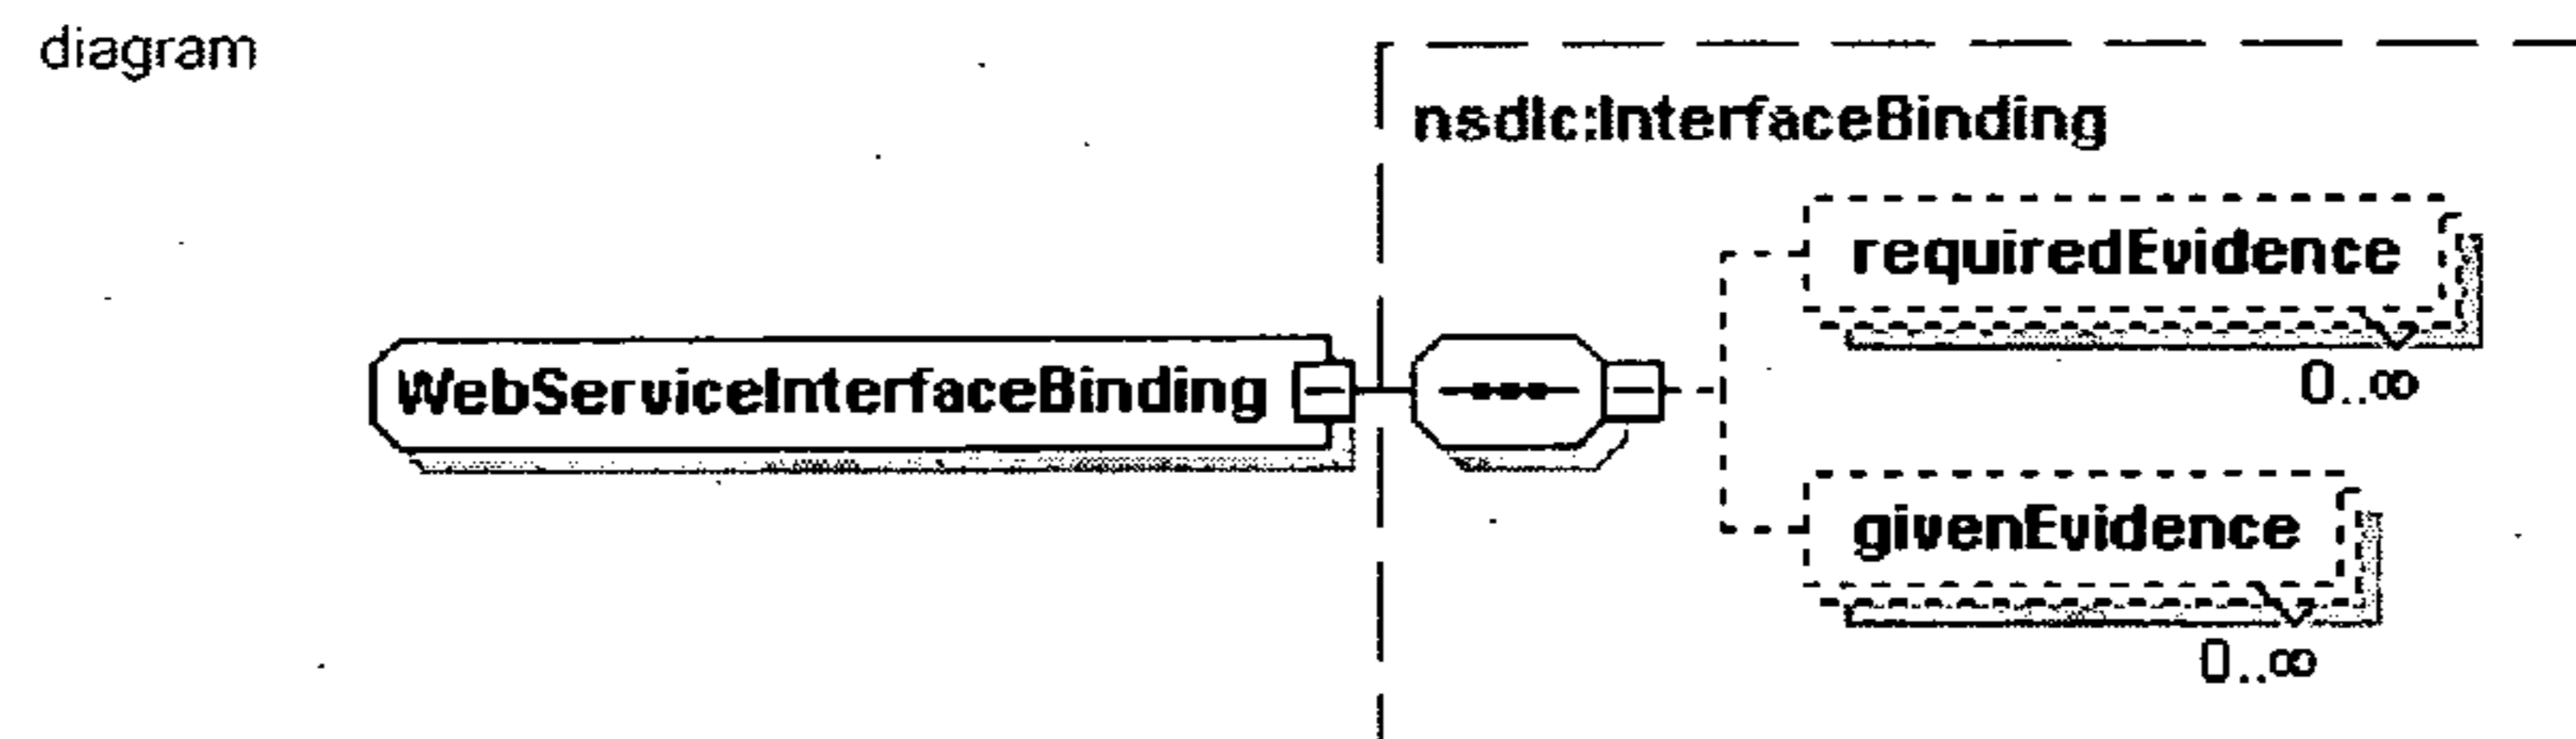 diagram
nsdlc:InterfaceBinding
requiredEvidence
0..∞
WebServiceInterfaceBinding
givenEvidence
0..∞